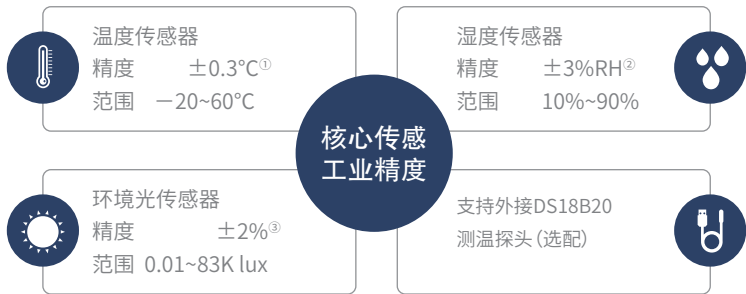 温度传感器
精度 ±0.3℃①
范围 －20~60℃
湿度传感器
精度 ±3%RH②
范围 10%~90%
核心传感
工业精度
环境光传感器
精度 ±2%③
范围 0.01~83K lux
支持外接DS18B20
测温探头（选配）